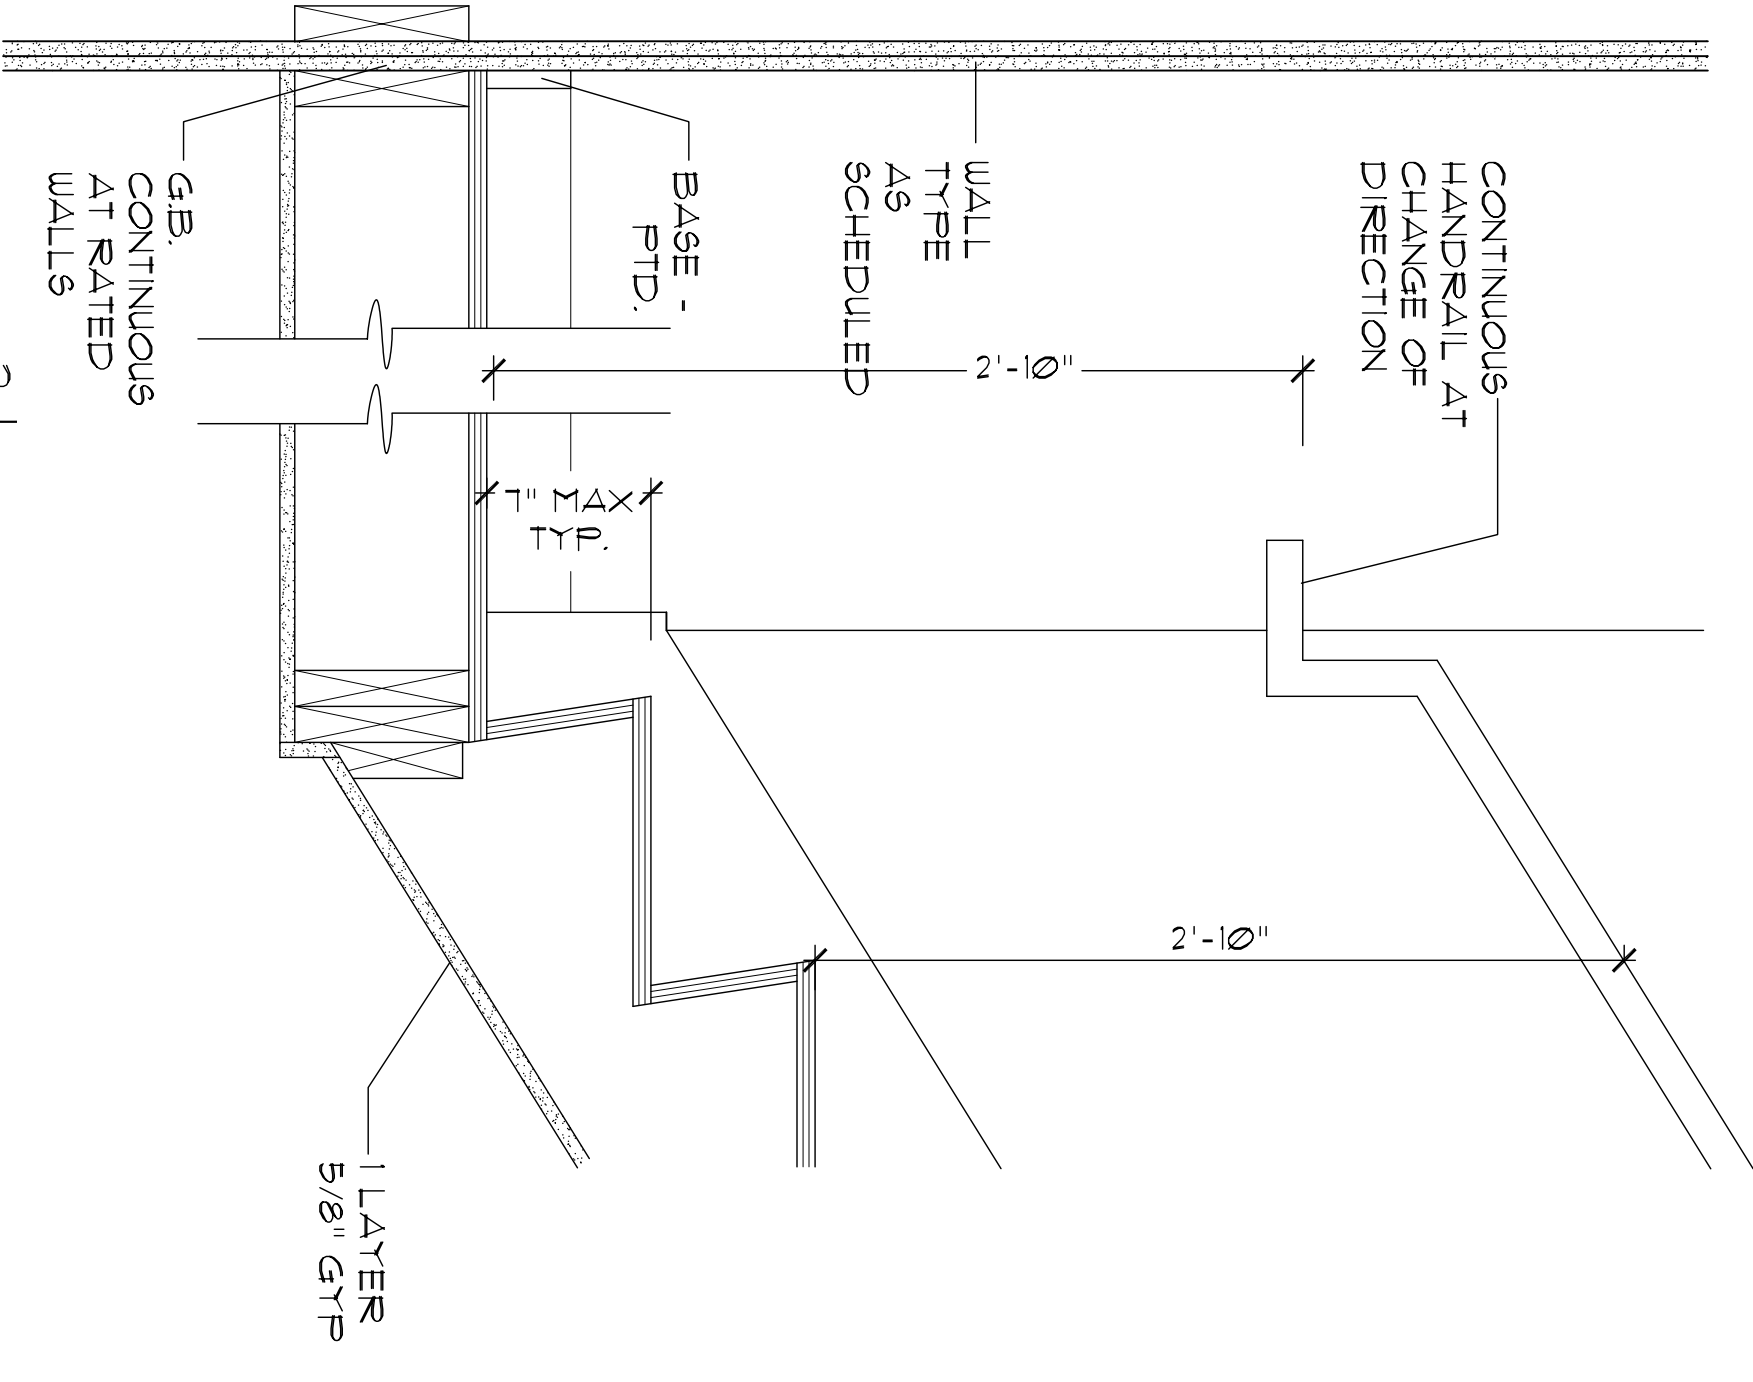 CONTINUOUS
HANDRAIL AT
CHANGE OF
DIRECTION
WALL
TYPE
AS
SCHEDULED
BASE -
PTD.
G.B.
CONTINUOUS
AT RATED
WALLS
2'-10"
7" MAX
TYP.
2'-10"
1 LAYER
5/8" GYP